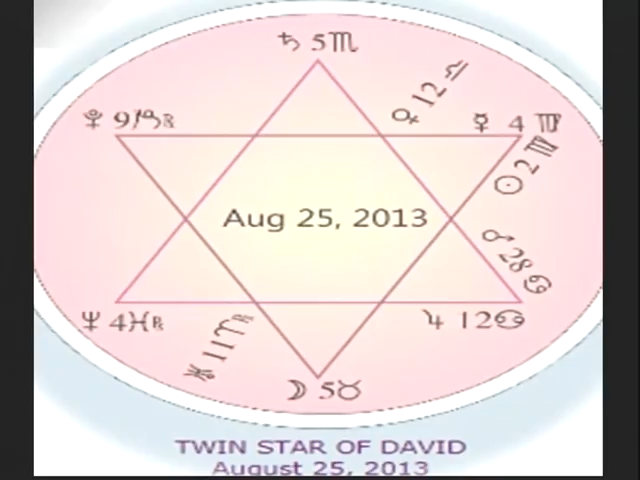 ♄ 5♏
♀ 12 ♎
♇ 9♑℞
☿ 4 ♍
☉ 2 ♍
Aug 25, 2013
♂ 28♋
♆ 4♓℞
♅ 11♈℞
♃ 12♋
☽ 5♉
TWIN STAR OF DAVID
August 25, 2013